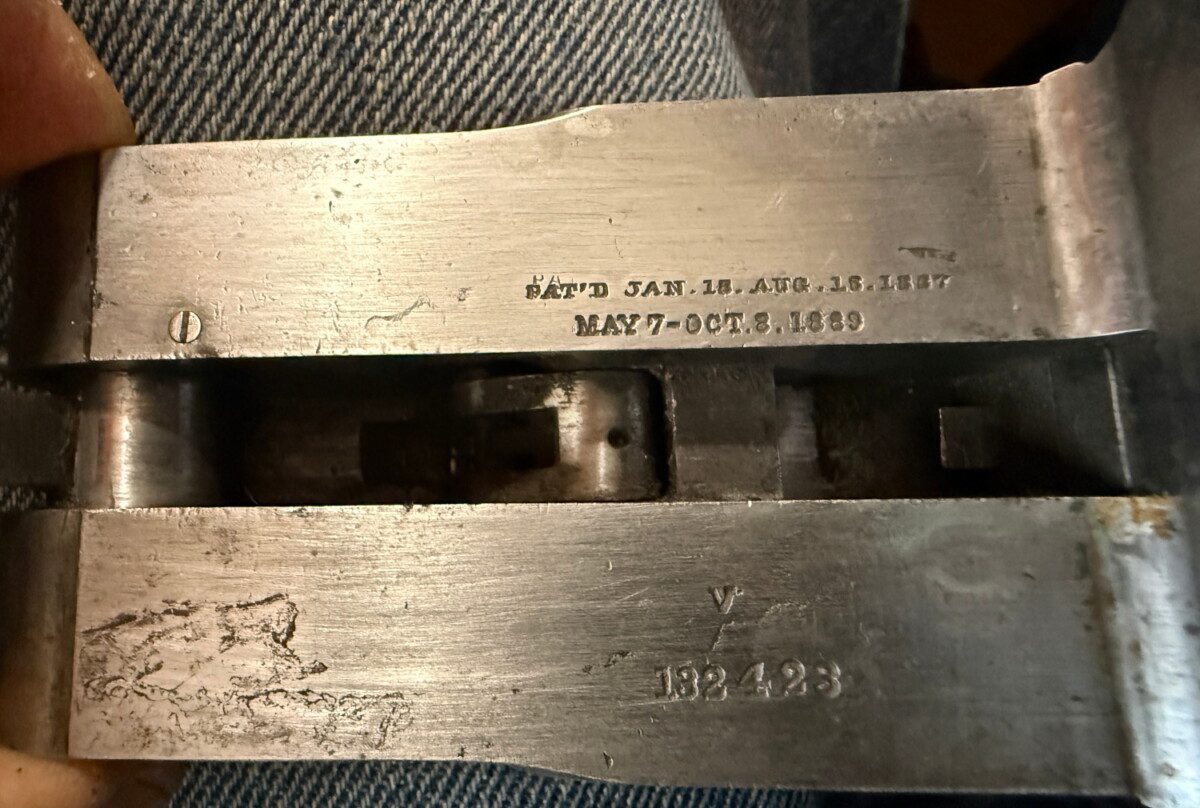 PAT'D JAN.18.AUG.16.1887
MAY 7-OCT.8.1889
V
132423